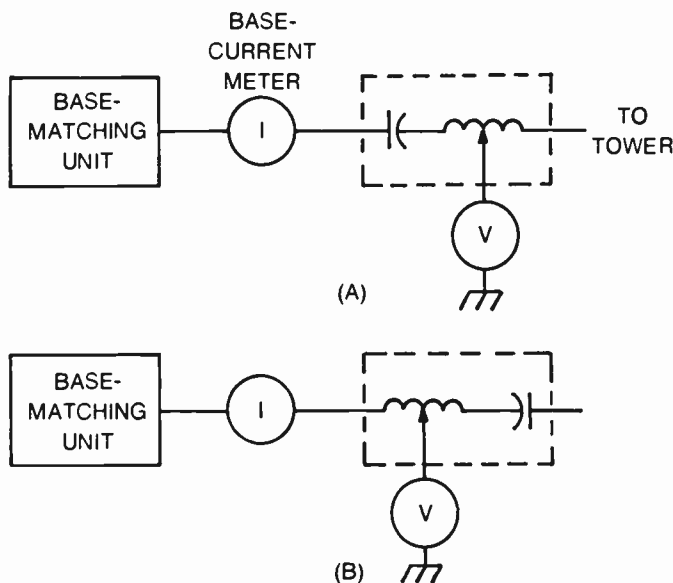 BASE-
CURRENT
METER
BASE-
MATCHING
UNIT
I
TO
TOWER
V
(A)
BASE-
MATCHING
UNIT
I
V
(B)